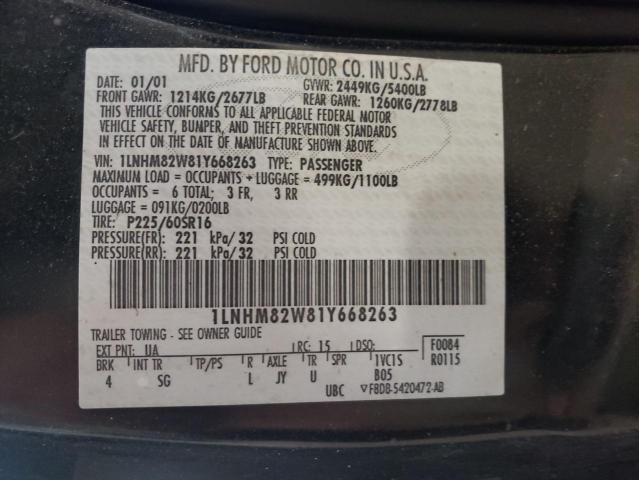 MFD. BY FORD MOTOR CO. IN U.S.A.
DATE: 01/01 GVWR: 2449KG/5400LB
FRONT GAWR: 1214KG/2677LB REAR GAWR: 1260KG/2778LB
THIS VEHICLE CONFORMS TO ALL APPLICABLE FEDERAL MOTOR
VEHICLE SAFETY, BUMPER, AND THEFT PREVENTION STANDARDS
IN EFFECT ON THE DATE OF MANUFACTURE SHOWN ABOVE.
VIN: 1LNHM82W81Y668263 TYPE: PASSENGER
MAXIMUM LOAD = OCCUPANTS + LUGGAGE = 499KG/1100LB
OCCUPANTS = 6 TOTAL; 3 FR, 3 RR
LUGGAGE = 091KG/0200LB
TIRE: P225/60SR16
PRESSURE(FR): 221 kPa/32 PSI COLD
PRESSURE(RR): 221 kPa/32 PSI COLD
1LNHM82W81Y668263
TRAILER TOWING - SEE OWNER GUIDE
EXT PNT: UA RC: 15 DSO: F0084
BRK INT TR TP/PS R AXLE TR SPR 1YC1S R0115
4 SG L JY U B05
UBC F8DB-5420472-AB